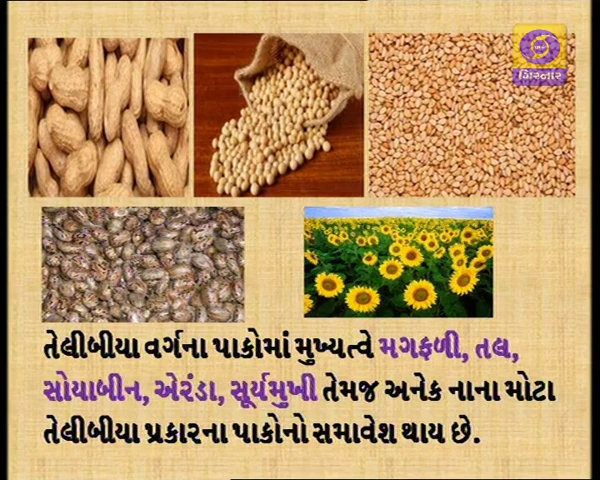 ગિરનાર
તેલીબીયા વર્ગના પાકોમાં મુખ્યત્વે મગફળી, તલ,
સોયાબીન, એરંડા, સૂર્યમુખી તેમજ અનેક નાના મોટા
તેલીબીયા પ્રકારના પાકોનો સમાવેશ થાય છે.